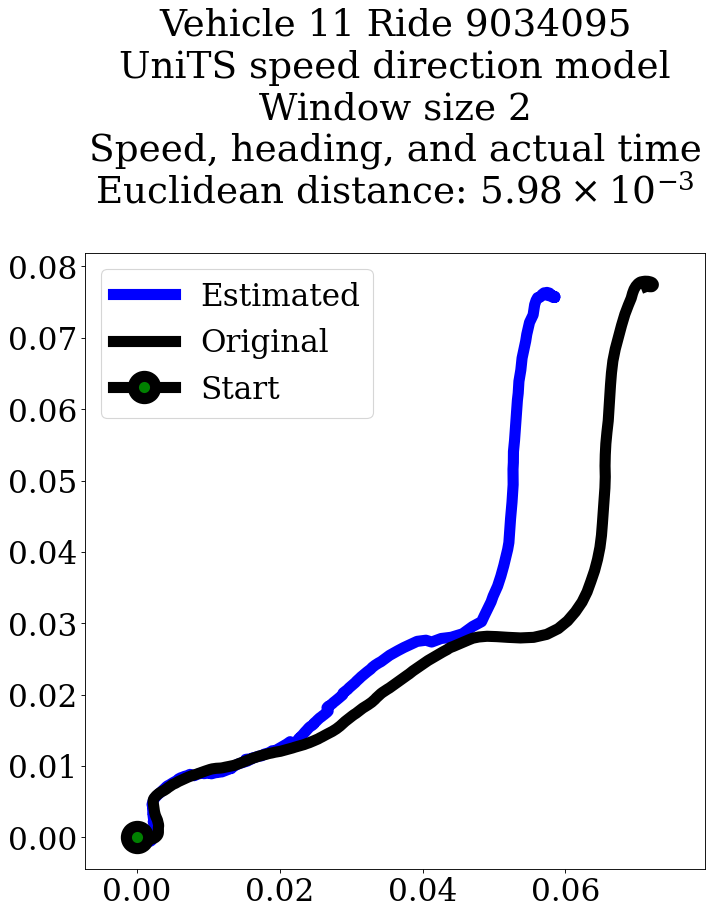 Vehicle 11 Ride 9034095
UniTS speed direction model
Window size 2
Speed, heading, and actual time
Euclidean distance: 5.98 × 10⁻³
Estimated
Original
Start
0.08
0.07
0.06
0.05
0.04
0.03
0.02
0.01
0.00
0.00 0.02 0.04 0.06